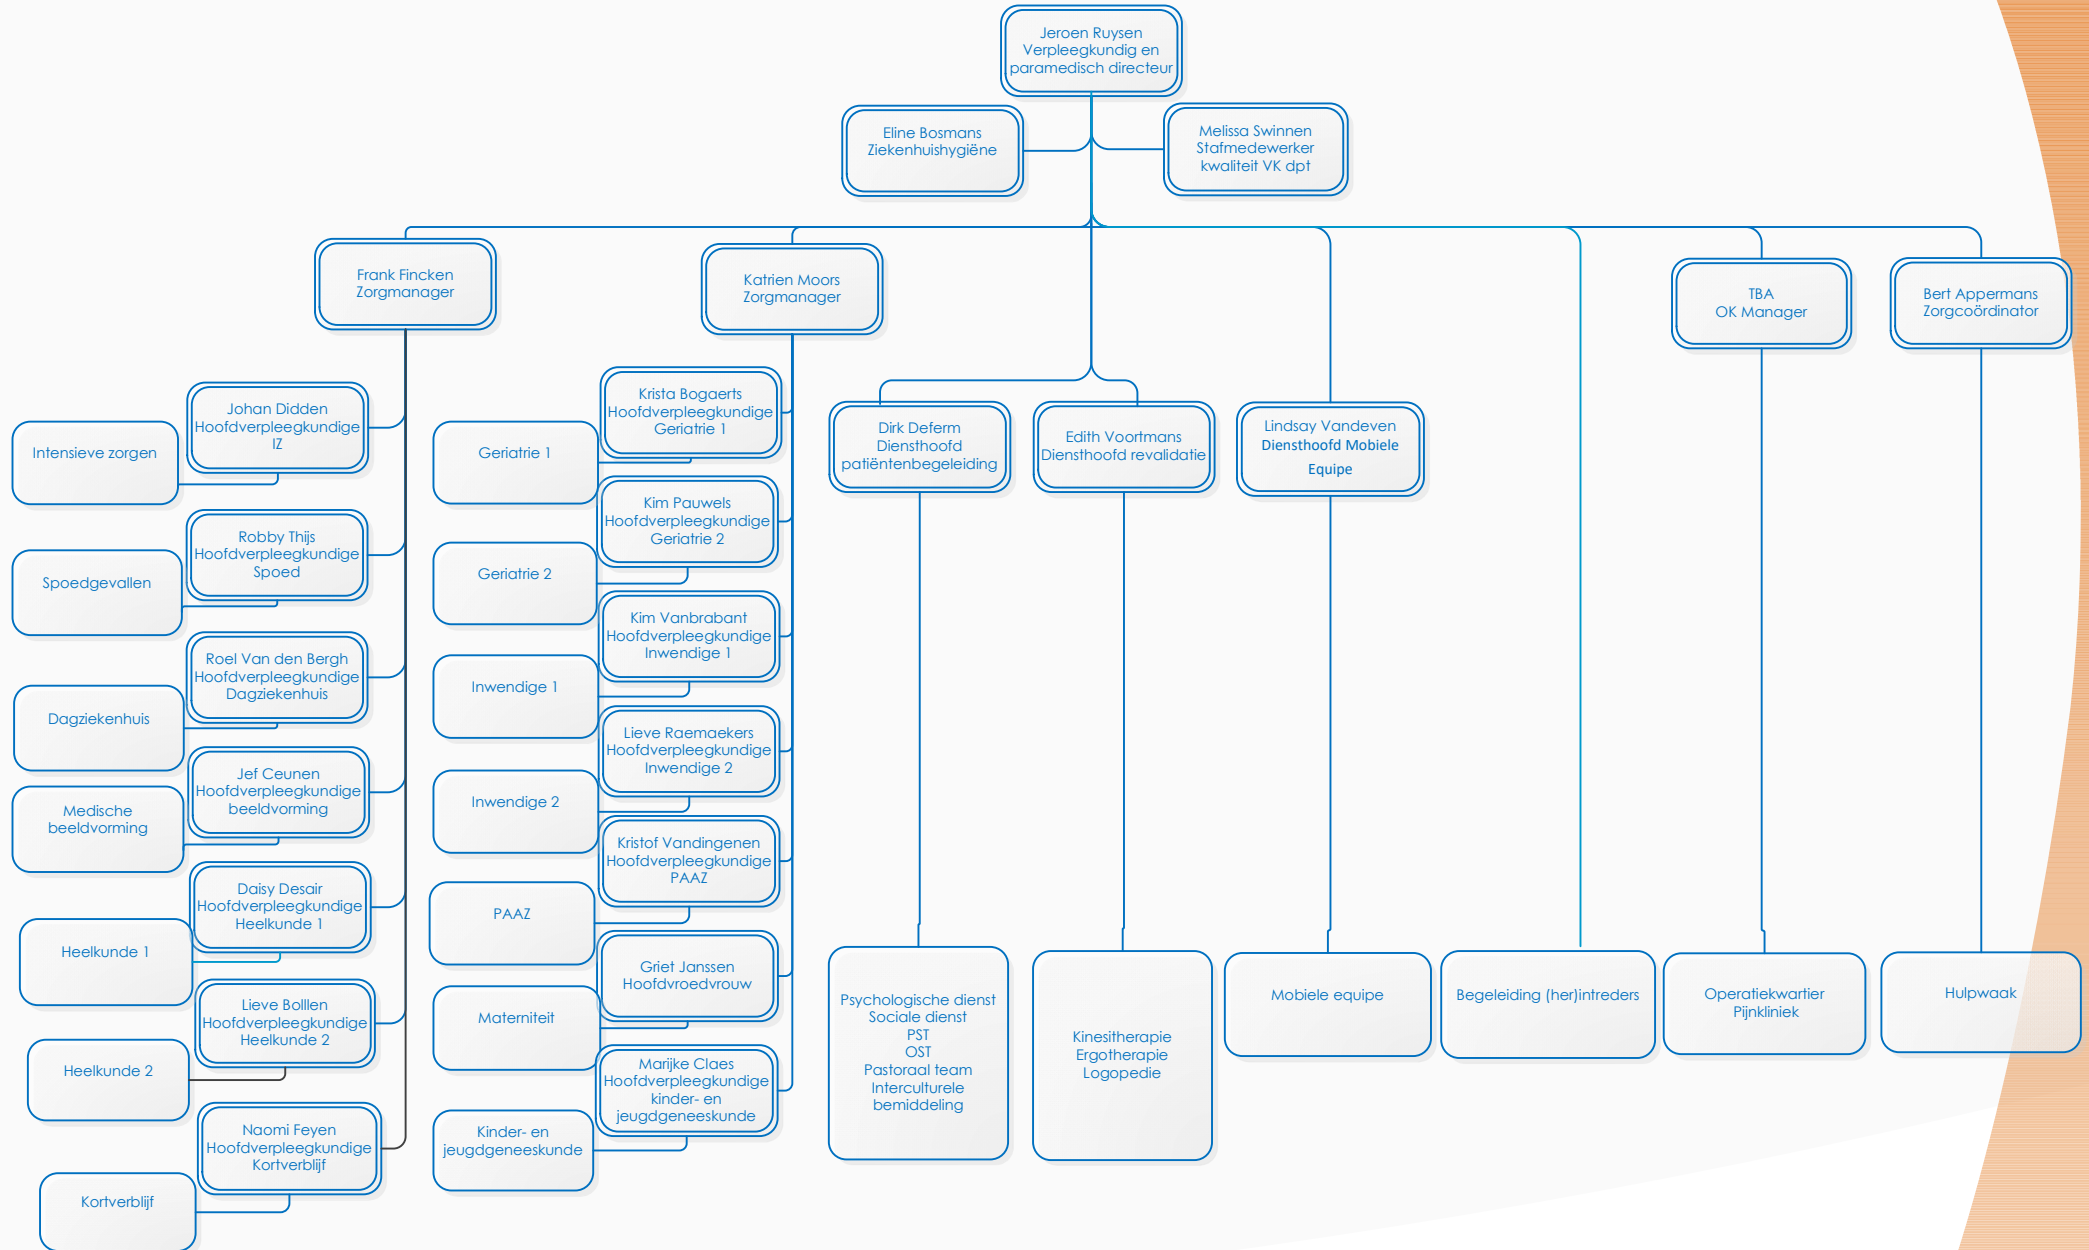 Jeroen Ruysen
Verpleegkundig en
paramedisch directeur
Eline Bosmans
Ziekenhuishygiëne
Melissa Swinnen
Stafmedewerker
kwaliteit VK dpt
Frank Fincken
Zorgmanager
Katrien Moors
Zorgmanager
TBA
OK Manager
Bert Appermans
Zorgcoördinator
Johan Didden
Hoofdverpleegkundige
IZ
Intensieve zorgen
Robby Thijs
Hoofdverpleegkundige
Spoed
Spoedgevallen
Roel Van den Bergh
Hoofdverpleegkundige
Dagziekenhuis
Dagziekenhuis
Jef Ceunen
Hoofdverpleegkundige
beeldvorming
Medische
beeldvorming
Daisy Desair
Hoofdverpleegkundige
Heelkunde 1
Heelkunde 1
Lieve Bolllen
Hoofdverpleegkundige
Heelkunde 2
Heelkunde 2
Naomi Feyen
Hoofdverpleegkundige
Kortverblijf
Kortverblijf
Krista Bogaerts
Hoofdverpleegkundige
Geriatrie 1
Geriatrie 1
Kim Pauwels
Hoofdverpleegkundige
Geriatrie 2
Geriatrie 2
Kim Vanbrabant
Hoofdverpleegkundige
Inwendige 1
Inwendige 1
Lieve Raemaekers
Hoofdverpleegkundige
Inwendige 2
Inwendige 2
Kristof Vandingenen
Hoofdverpleegkundige
PAAZ
PAAZ
Griet Janssen
Hoofdvroedvrouw
Materniteit
Marijke Claes
Hoofdverpleegkundige
kinder- en
jeugdgeneeskunde
Kinder- en
jeugdgeneeskunde
Dirk Deferm
Diensthoofd
patiëntenbegeleiding
Edith Voortmans
Diensthoofd revalidatie
Lindsay Vandeven
Diensthoofd Mobiele
Equipe
Psychologische dienst
Sociale dienst
PST
OST
Pastoraal team
Interculturele
bemiddeling
Kinesitherapie
Ergotherapie
Logopedie
Mobiele equipe
Begeleiding (her)intreders
Operatiekwartier
Pijnkliniek
Hulpwaak